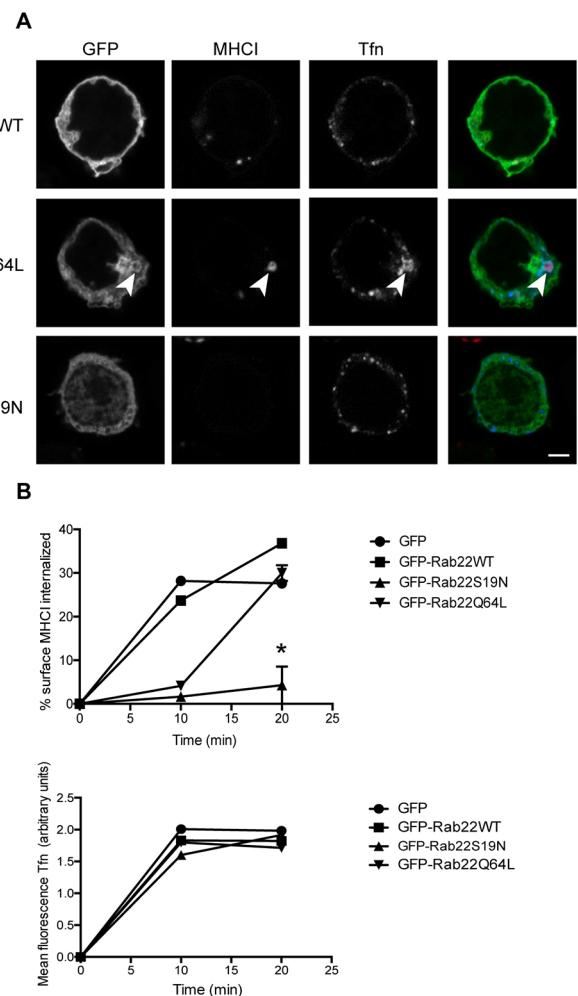 A
GFP MHCI Tfn
WT
64L
9N
B
% surface MHCI internalized
40
30
20
10
0
0 5 10 15 20 25
Time (min)
*
GFP
GFP-Rab22WT
GFP-Rab22S19N
GFP-Rab22Q64L
Mean fluorescence Tfn (arbitrary units)
2.5
2.0
1.5
1.0
0.5
0.0
0 5 10 15 20 25
Time (min)
GFP
GFP-Rab22WT
GFP-Rab22S19N
GFP-Rab22Q64L